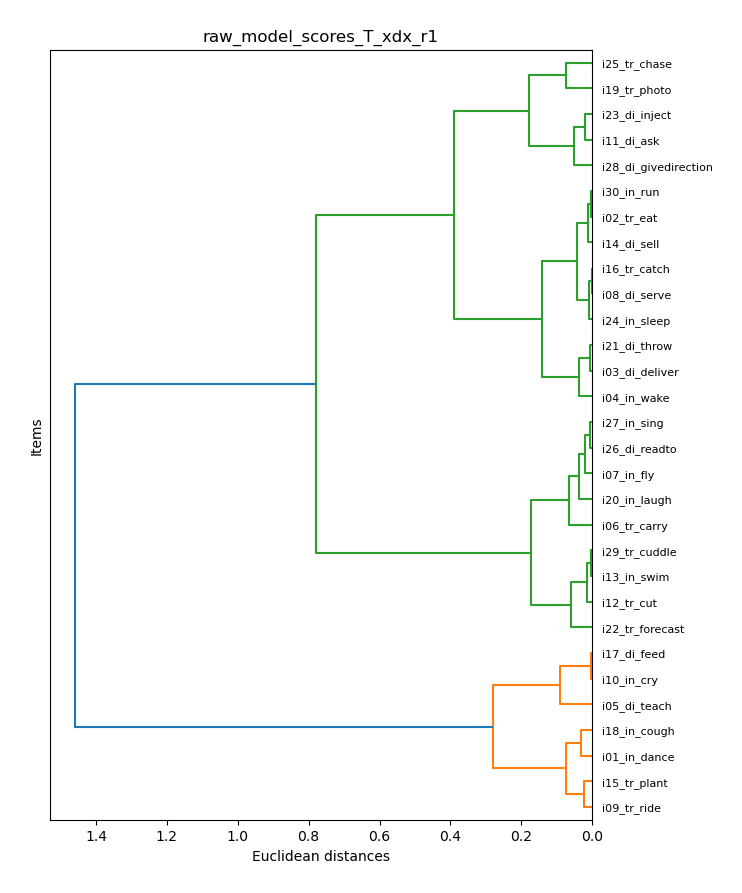 raw_model_scores_T_xdx_r1
i25_tr_chase
i19_tr_photo
i23_di_inject
i11_di_ask
i28_di_givedirection
i30_in_run
i02_tr_eat
i14_di_sell
i16_tr_catch
i08_di_serve
i24_in_sleep
i21_di_throw
i03_di_deliver
i04_in_wake
i27_in_sing
i26_di_readto
i07_in_fly
i20_in_laugh
i06_tr_carry
i29_tr_cuddle
i13_in_swim
i12_tr_cut
i22_tr_forecast
i17_di_feed
i10_in_cry
i05_di_teach
i18_in_cough
i01_in_dance
i15_tr_plant
i09_tr_ride
Items
1.4 1.2 1.0 0.8 0.6 0.4 0.2 0.0
Euclidean distances